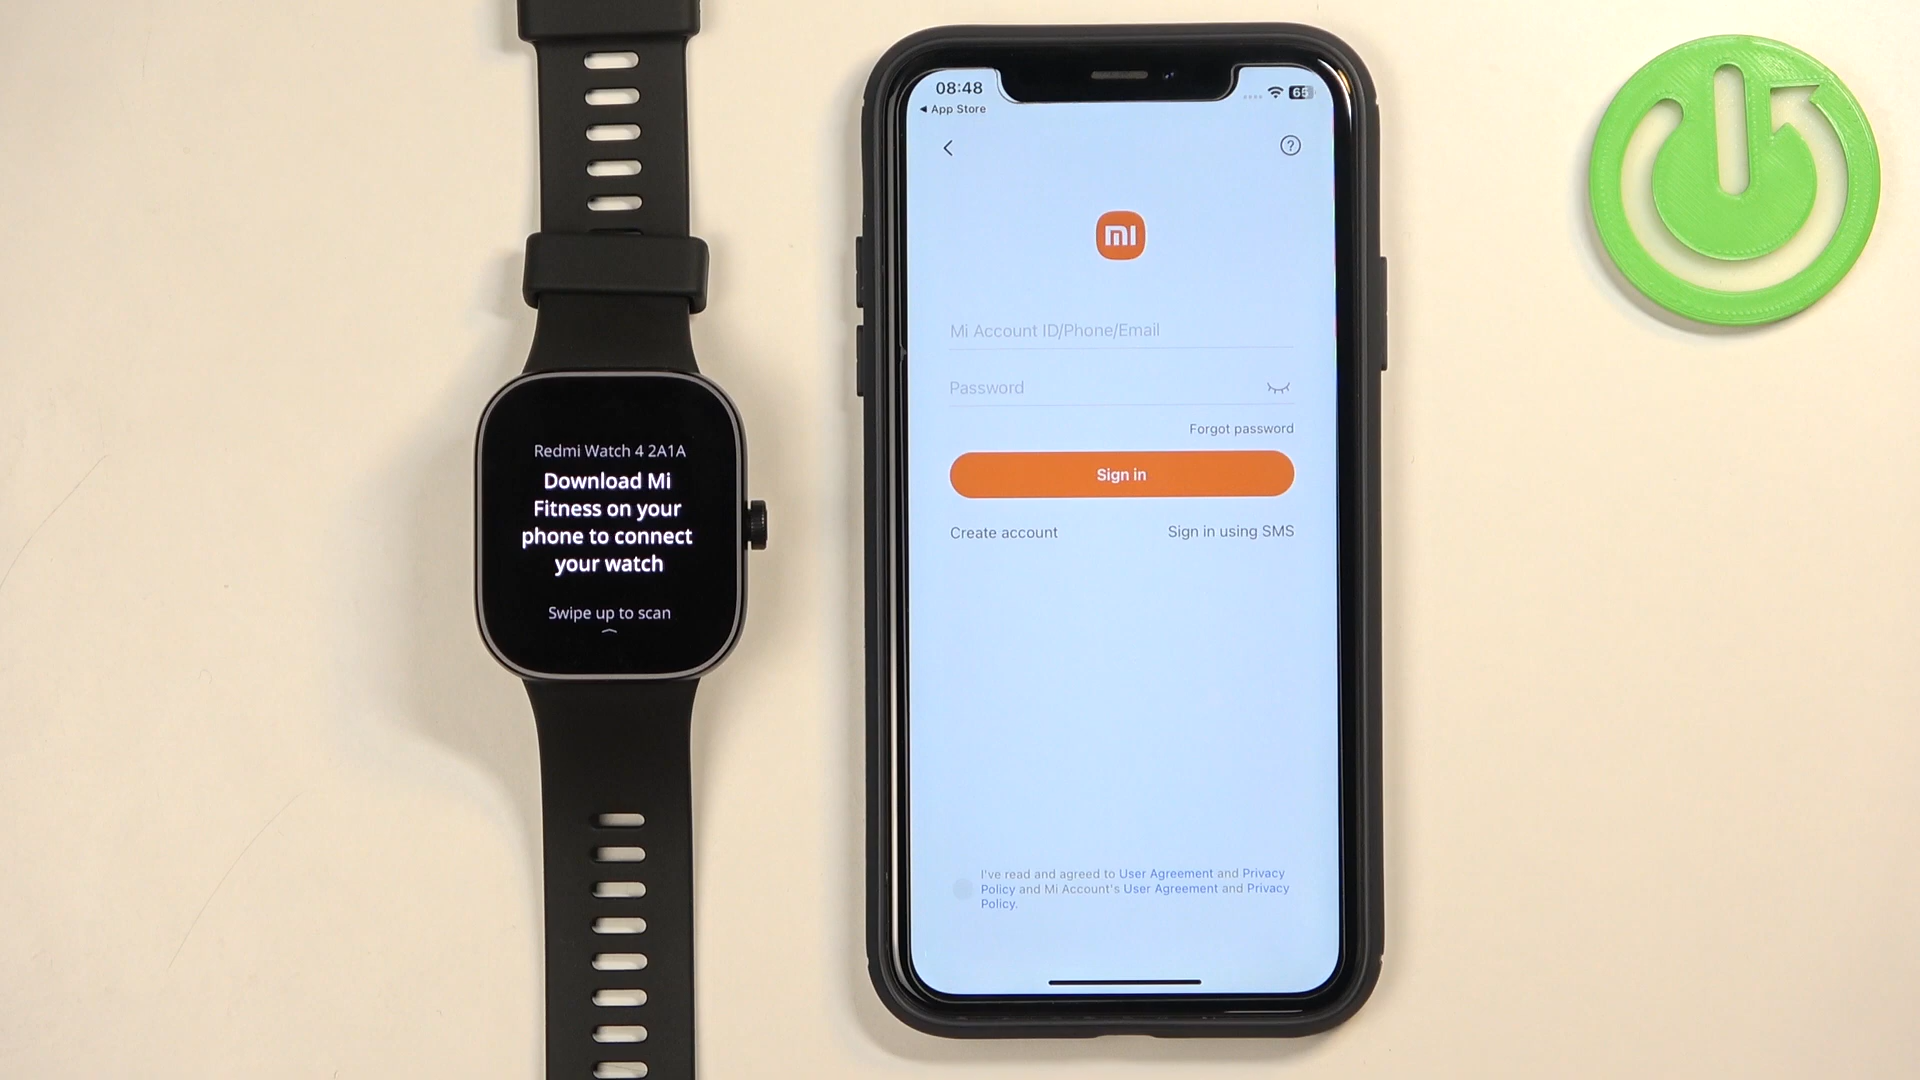 Redmi Watch 4 2A1A
Download Mi
Fitness on your
phone to connect
your watch
Swipe up to scan
08:48
65
◀ App Store
?
mi
Mi Account ID/Phone/Email
Password
Forgot password
Sign in
Create account
Sign in using SMS
I've read and agreed to User Agreement and Privacy
Policy and Mi Account's User Agreement and Privacy
Policy.